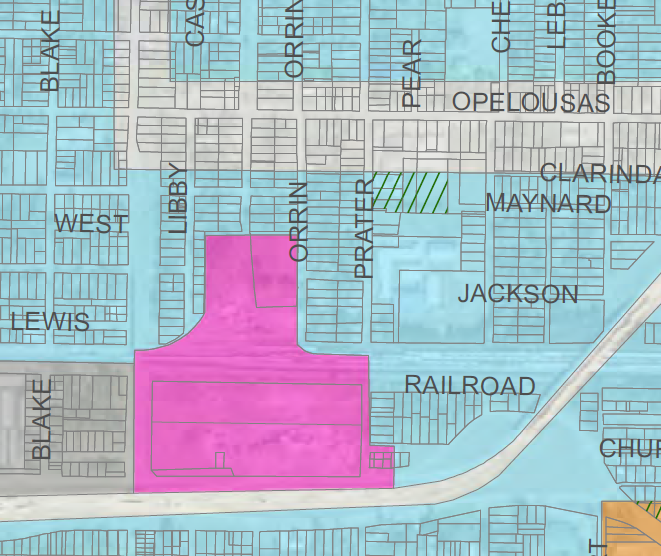 BLAKE
CAS
ORRIN
PEAR
CHE
LEB
BOOKE
OPELOUSAS
CLARINDA
LIBBY
ORRIN
PRATER
MAYNARD
WEST
JACKSON
LEWIS
RAILROAD
BLAKE
CHUR
T